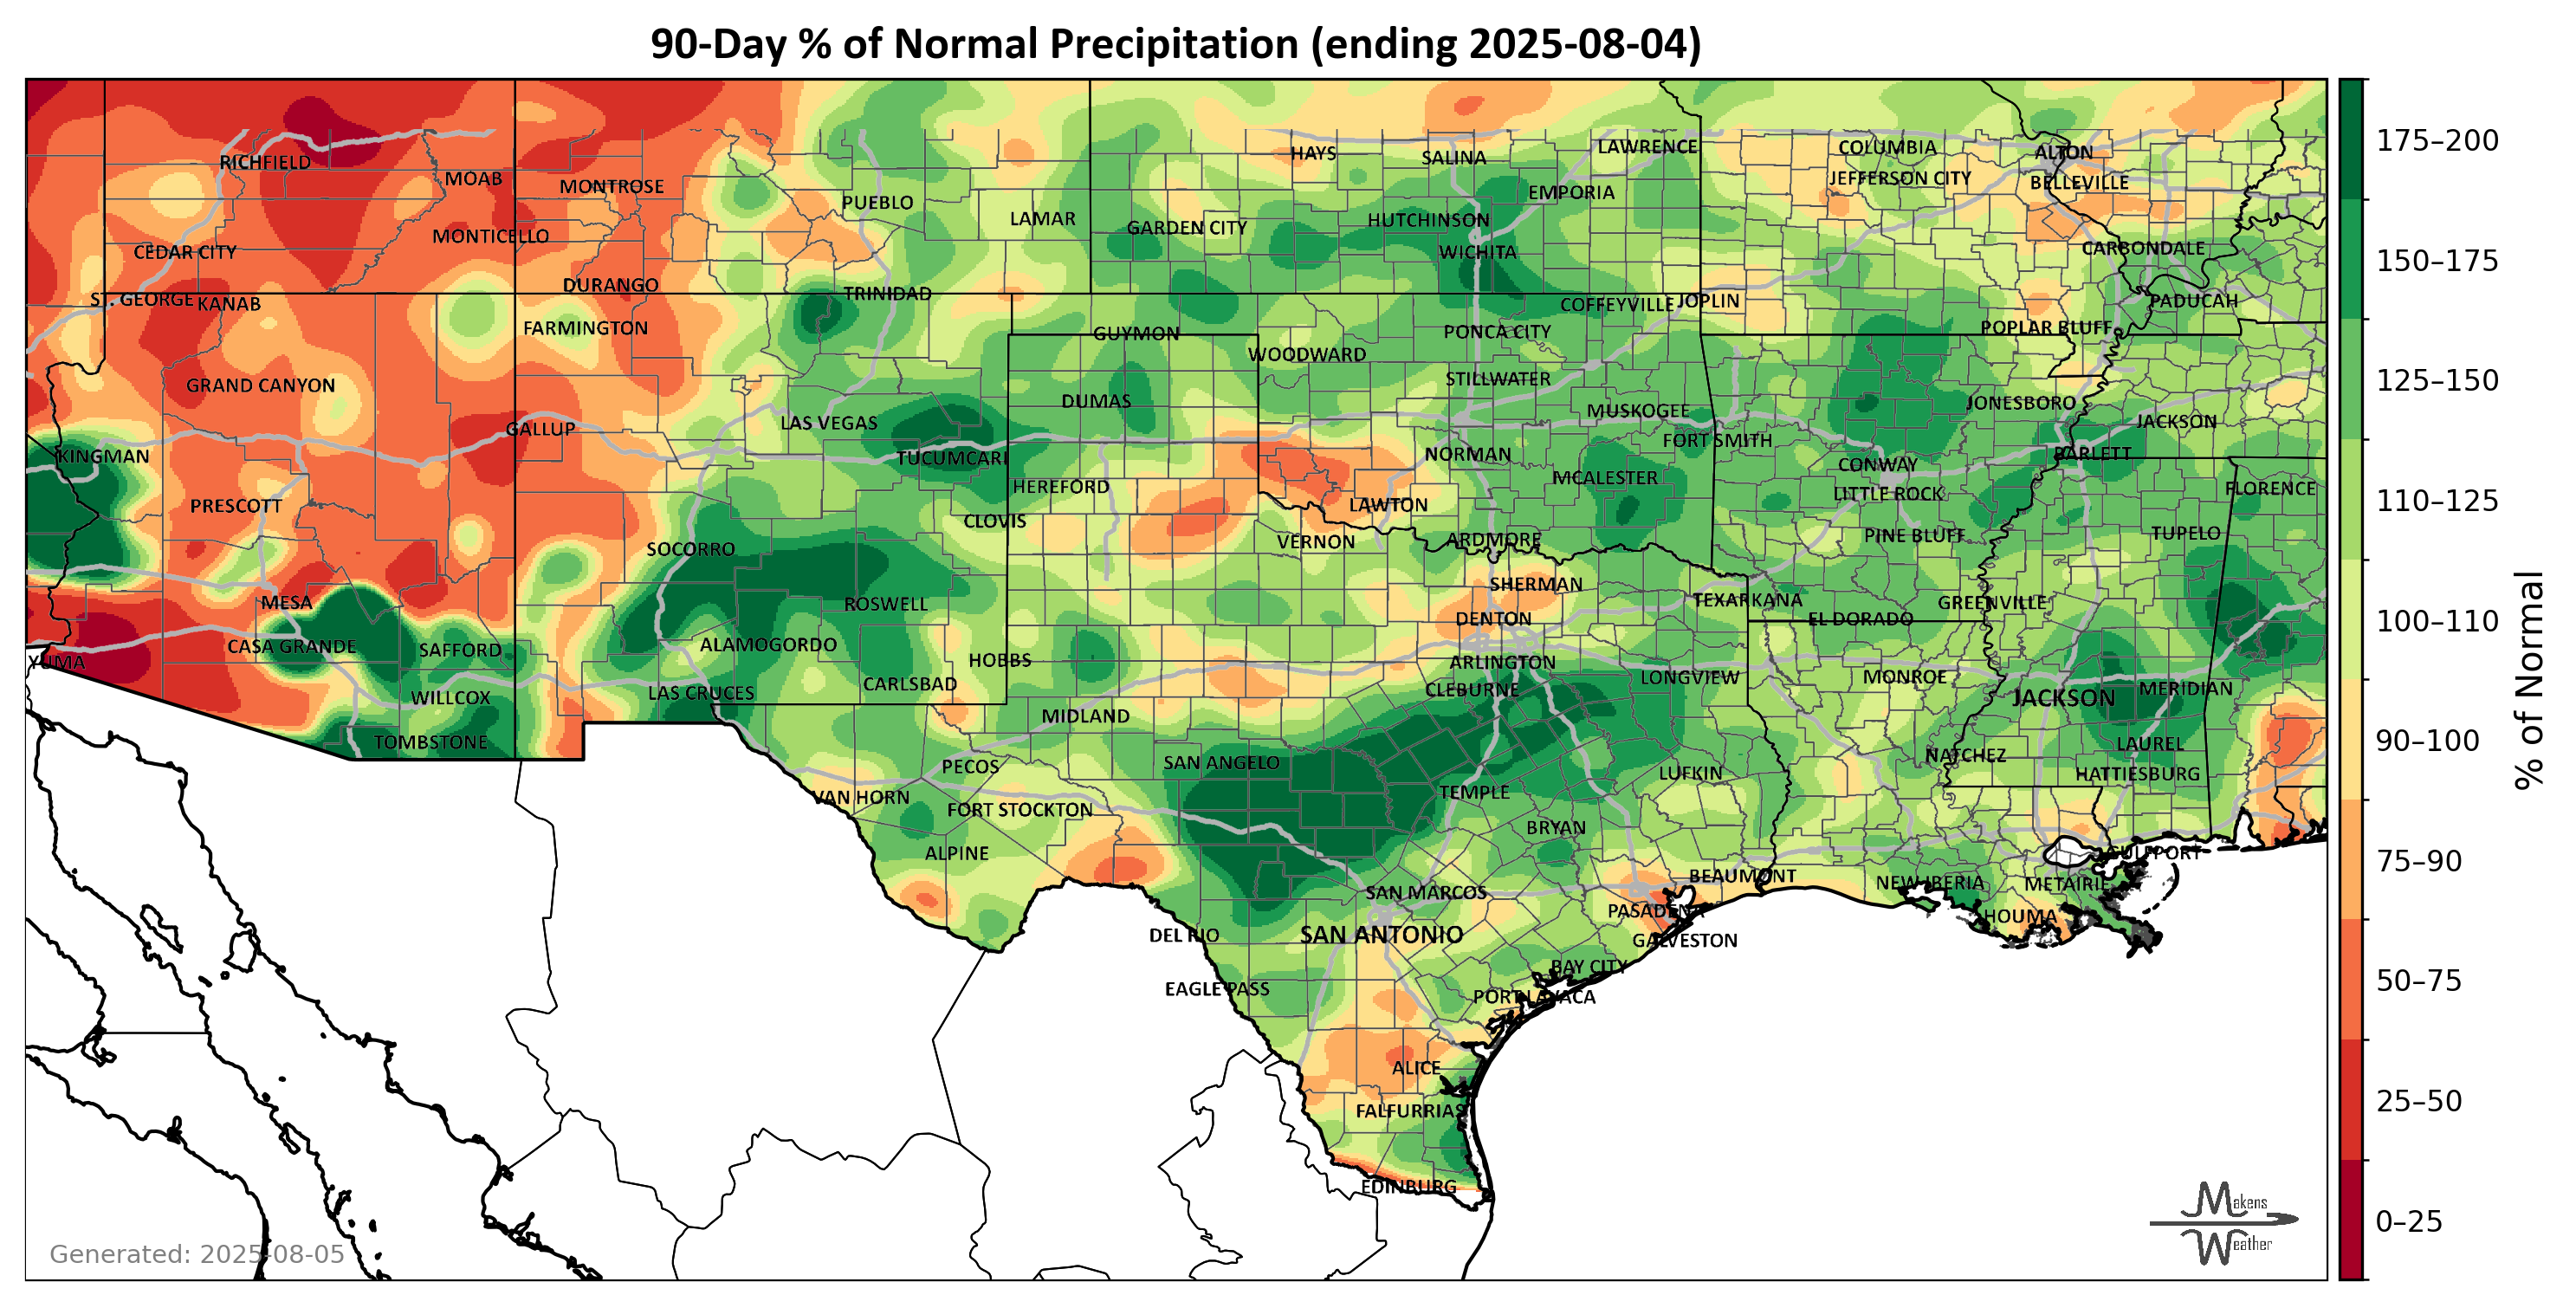 90-Day % of Normal Precipitation (ending 2025-08-04)
RICHFIELD
MOAB
MONTROSE
PUEBLO
LAMAR
HAYS
SALINA
LAWRENCE
COLUMBIA
ALTON
EMPORIA
JEFFERSON CITY
BELLEVILLE
MONTICELLO
GARDEN CITY
HUTCHINSON
CEDAR CITY
WICHITA
CARBONDALE
DURANGO
TRINIDAD
ST. GEORGE
KANAB
COFFEYVILLE
JOPLIN
PADUCAH
FARMINGTON
GUYMON
PONCA CITY
POPLAR BLUFF
WOODWARD
GRAND CANYON
STILLWATER
DUMAS
MUSKOGEE
JONESBORO
LAS VEGAS
JACKSON
GALLUP
FORT SMITH
KINGMAN
TUCUMCARI
NORMAN
BARLETT
CONWAY
PRESCOTT
HEREFORD
MCALESTER
LITTLE ROCK
FLORENCE
LAWTON
CLOVIS
PINE BLUFF
TUPELO
SOCORRO
VERNON
ARDMORE
MESA
ROSWELL
SHERMAN
TEXARKANA
GREENVILLE
DENTON
EL DORADO
CASA GRANDE
SAFFORD
ALAMOGORDO
YUMA
HOBBS
ARLINGTON
LONGVIEW
MONROE
WILLCOX
LAS CRUCES
CARLSBAD
CLEBURNE
JACKSON
MERIDIAN
MIDLAND
TOMBSTONE
LAUREL
PECOS
SAN ANGELO
NATCHEZ
LUFKIN
HATTIESBURG
VAN HORN
FORT STOCKTON
TEMPLE
BRYAN
ALPINE
GULFPORT
SAN MARCOS
BEAUMONT
NEW IBERIA
METAIRIE
PASADENA
HOUMA
DEL RIO
SAN ANTONIO
GALVESTON
BAY CITY
EAGLE PASS
PORT LAVACA
ALICE
FALFURRIAS
EDINBURG
Generated: 2025-08-05
Makens
Weather
175–200
150–175
125–150
110–125
100–110
90–100
75–90
50–75
25–50
0–25
% of Normal